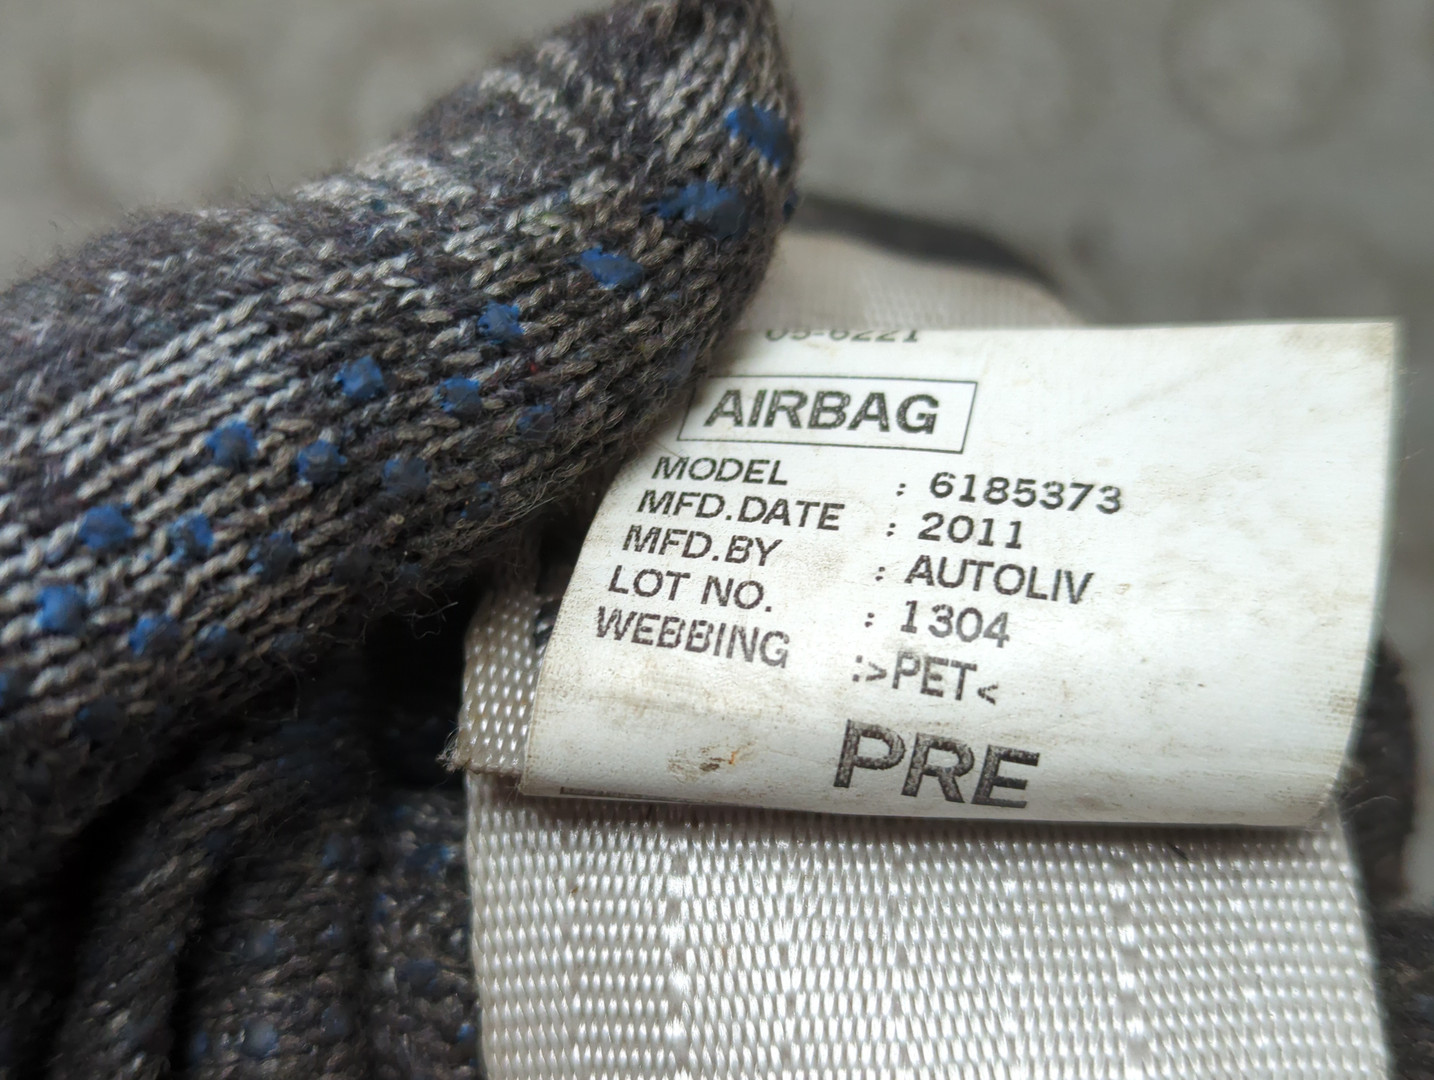 AIRBAG
MODEL : 6185373
MFD.DATE : 2011
MFD.BY : AUTOLIV
LOT NO. : 1304
WEBBING :>PET<
PRE